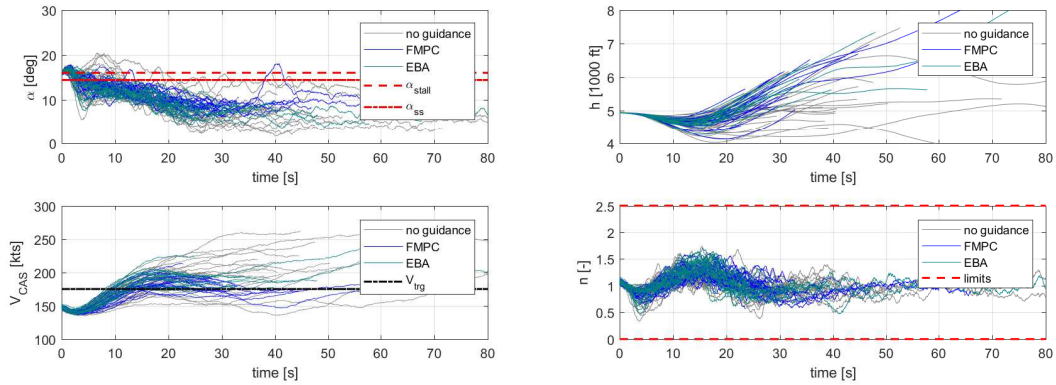 30
20
10
0
α [deg]
0 10 20 30 40 50 60 70 80
time [s]
no guidance
FMPC
EBA
α_stall
α_ss
8
7
6
5
4
h [1000 ft]
0 10 20 30 40 50 60 70 80
time [s]
no guidance
FMPC
EBA
300
250
200
150
100
V_CAS [kts]
0 10 20 30 40 50 60 70 80
time [s]
no guidance
FMPC
EBA
V_trg
2.5
2
1.5
1
0.5
0
n [-]
0 10 20 30 40 50 60 70 80
time [s]
no guidance
FMPC
EBA
limits